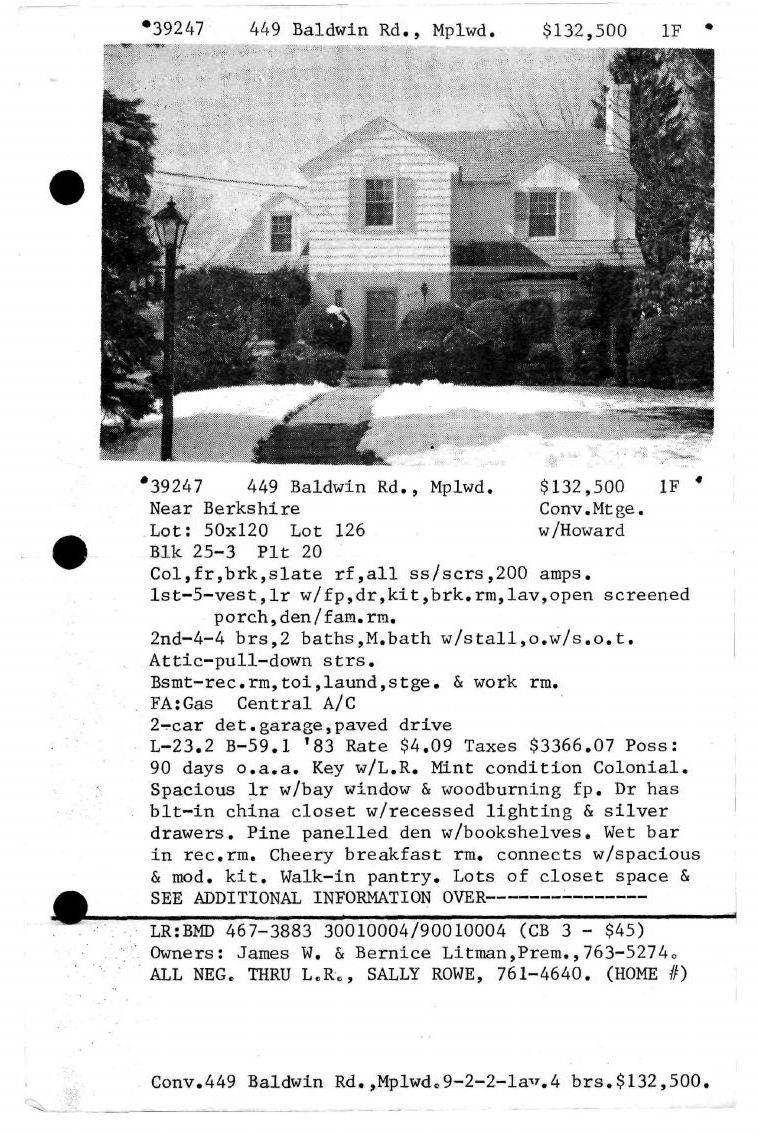 39247 449 Baldwin Rd., Mplwd. $132,500 1F
39247 449 Baldwin Rd., Mplwd. $132,500 1F
Near Berkshire Conv.Mtge.
Lot: 50x120 Lot 126 w/Howard
Blk 25-3 Plt 20
Col,fr,brk,slate rf,all ss/scrs,200 amps.
1st-5-vest,lr w/fp,dr,kit,brk.rm,lav,open screened
porch,den/fam.rm.
2nd-4-4 brs,2 baths,M.bath w/stall,o.w/s.o.t.
Attic-pull-down strs.
Bsmt-rec.rm,toi,laund,stge. & work rm.
FA:Gas Central A/C
2-car det.garage,paved drive
L-23.2 B-59.1 '83 Rate $4.09 Taxes $3366.07 Poss:
90 days o.a.a. Key w/L.R. Mint condition Colonial.
Spacious lr w/bay window & woodburning fp. Dr has
blt-in china closet w/recessed lighting & silver
drawers. Pine panelled den w/bookshelves. Wet bar
in rec.rm. Cheery breakfast rm. connects w/spacious
& mod. kit. Walk-in pantry. Lots of closet space &
SEE ADDITIONAL INFORMATION OVER----------------
LR:BMD 467-3883 30010004/90010004 (CB 3 - $45)
Owners: James W. & Bernice Litman,Prem.,763-5274.
ALL NEG. THRU L.R., SALLY ROWE, 761-4640. (HOME #)
Conv.449 Baldwin Rd.,Mplwd.9-2-2-lav.4 brs.$132,500.